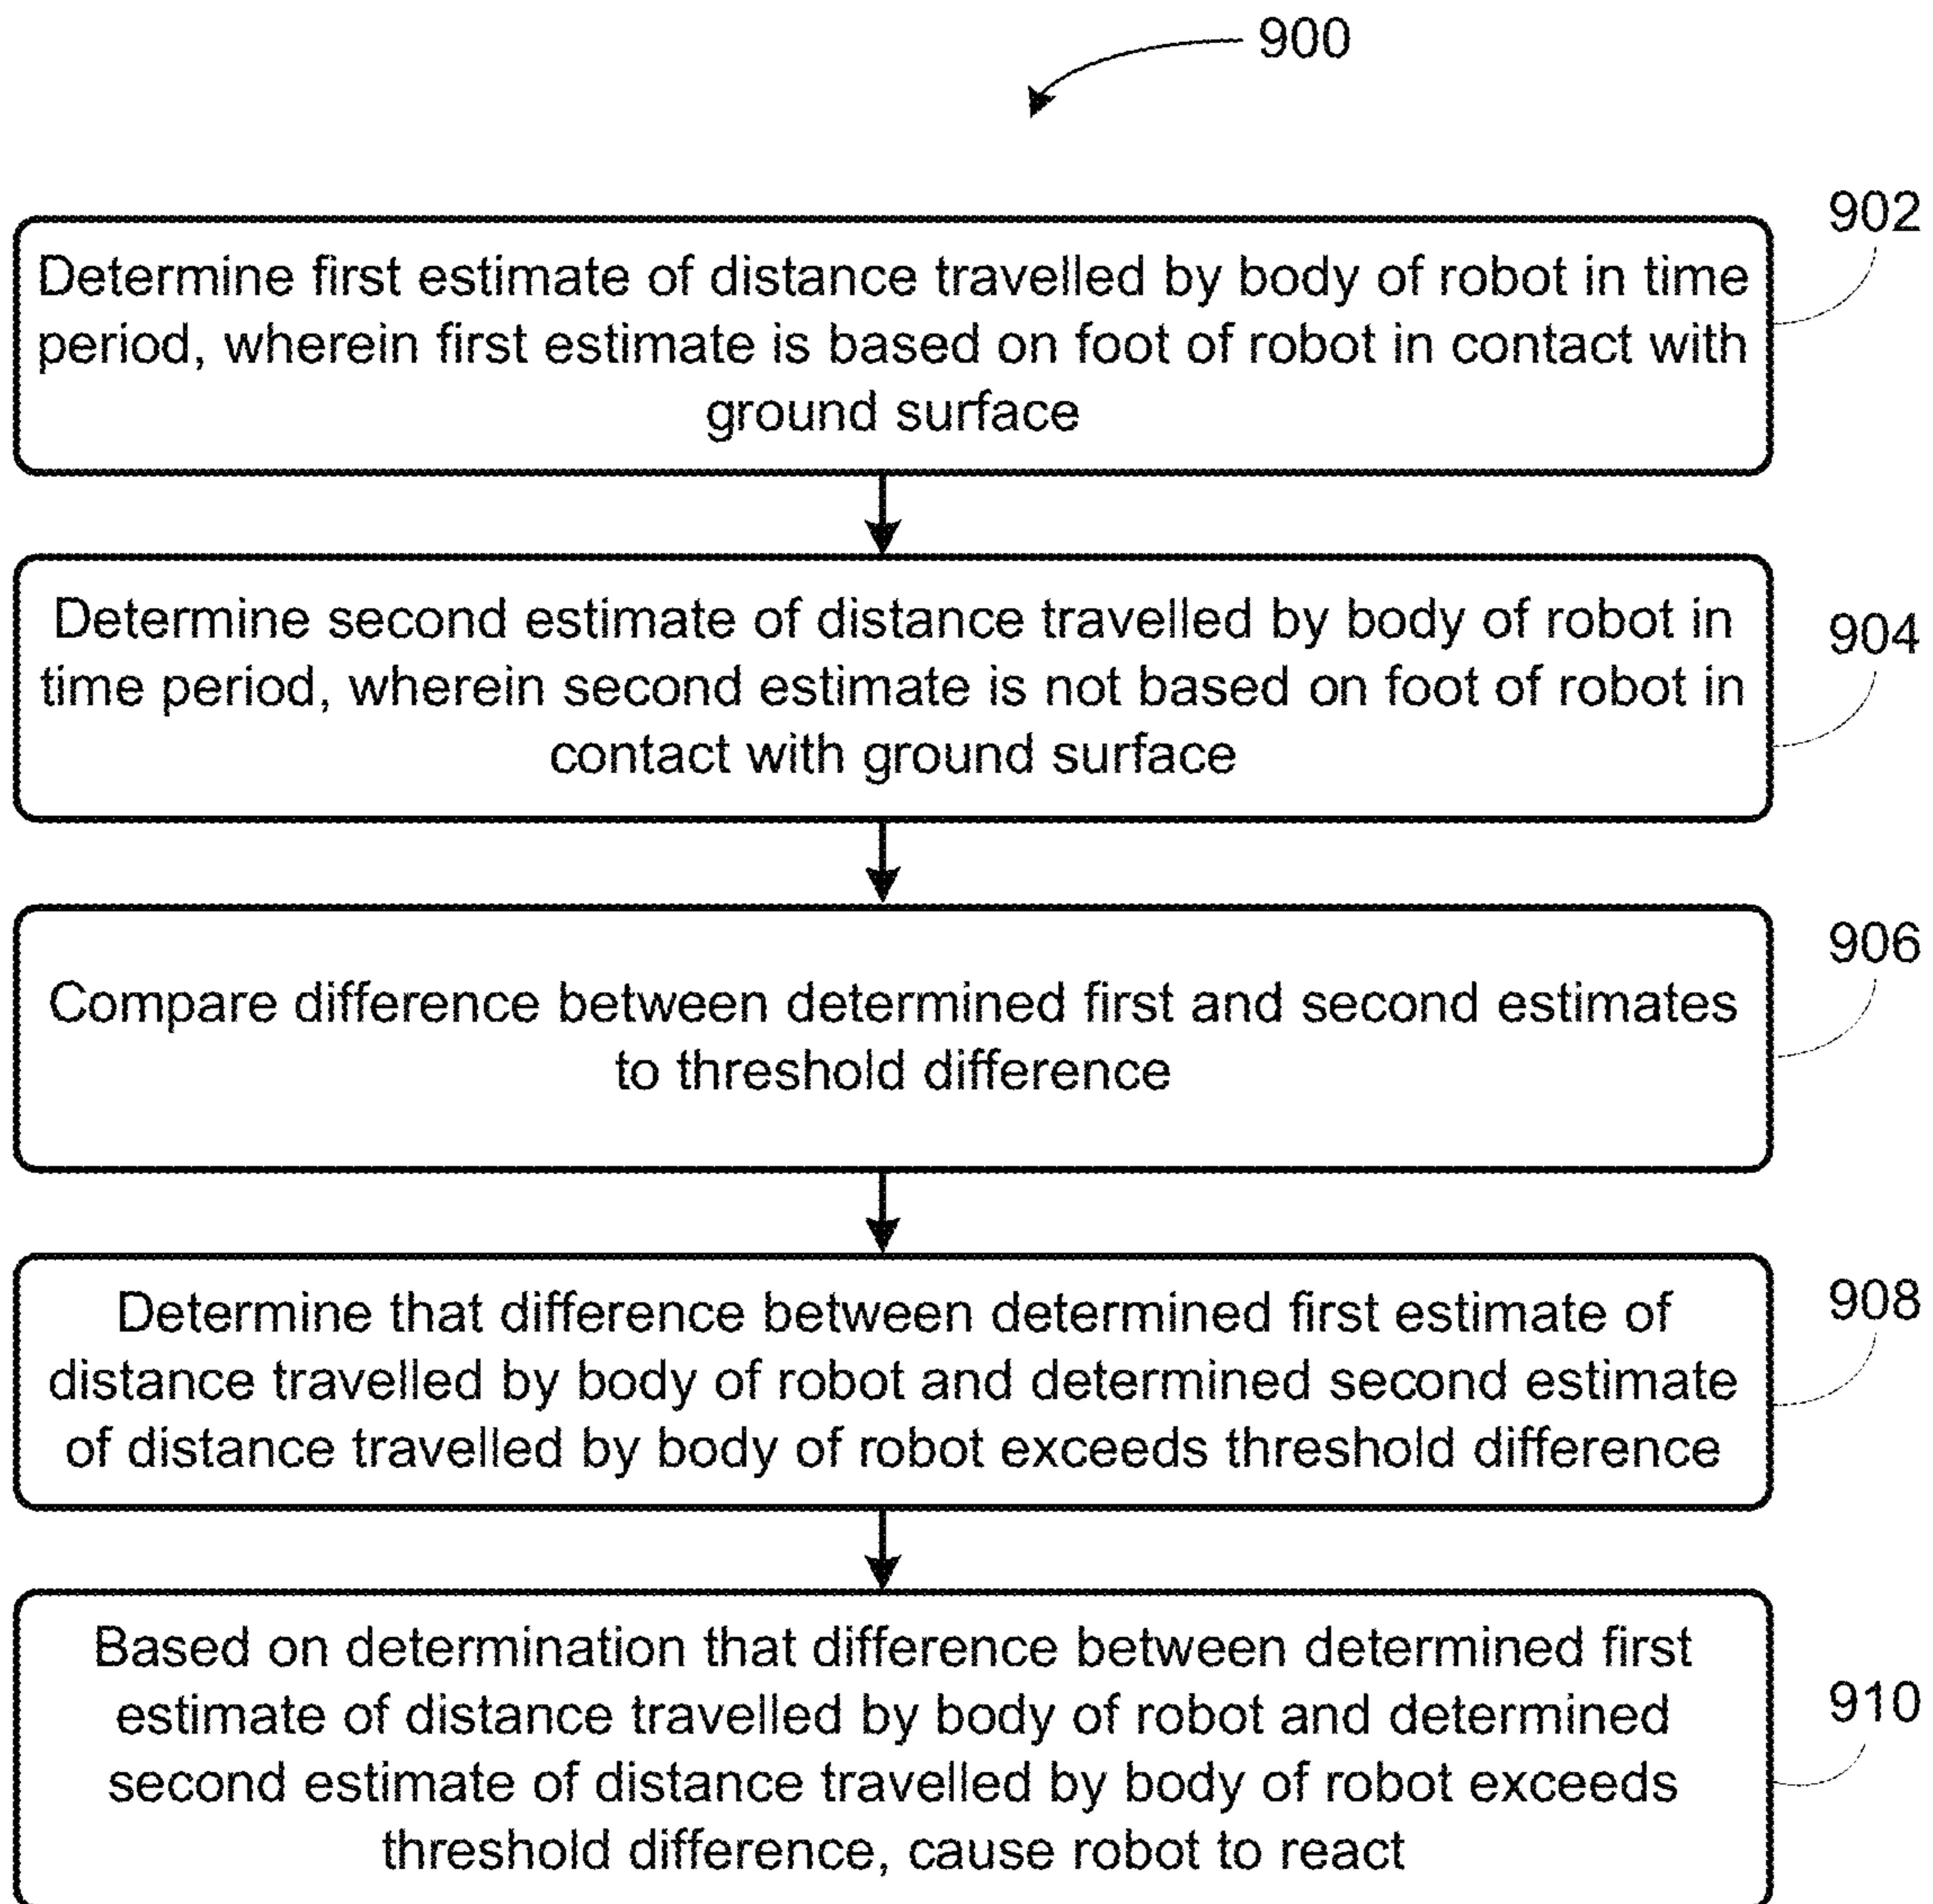 900
902
Determine first estimate of distance travelled by body of robot in time
period, wherein first estimate is based on foot of robot in contact with
ground surface
904
Determine second estimate of distance travelled by body of robot in
time period, wherein second estimate is not based on foot of robot in
contact with ground surface
906
Compare difference between determined first and second estimates
to threshold difference
908
Determine that difference between determined first estimate of
distance travelled by body of robot and determined second estimate
of distance travelled by body of robot exceeds threshold difference
910
Based on determination that difference between determined first
estimate of distance travelled by body of robot and determined
second estimate of distance travelled by body of robot exceeds
threshold difference, cause robot to react